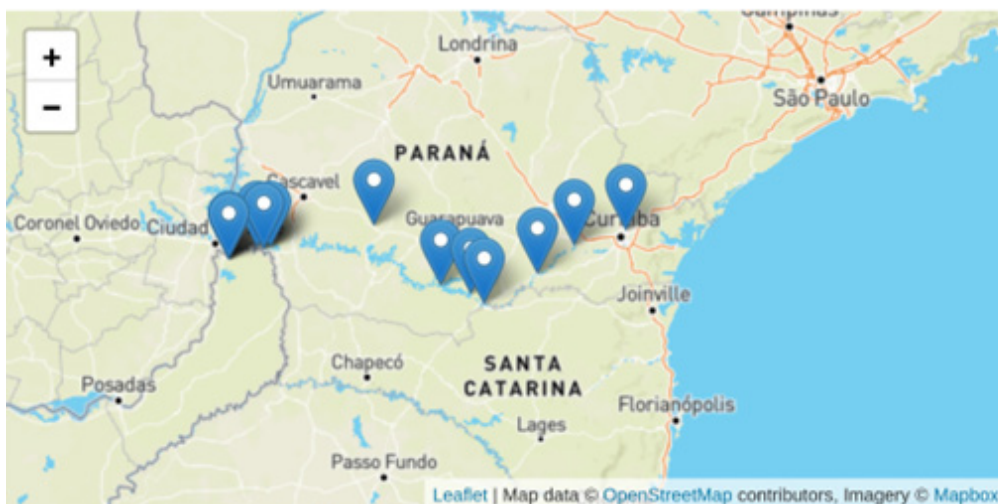 Campinas
+
Londrina
−
Umuarama
São Paulo
PARANÁ
Cascavel
Coronel Oviedo
Ciudad
Guarapuava
Curitiba
Joinville
Chapecó
SANTA
CATARINA
Posadas
Florianópolis
Lages
Passo Fundo
Leaflet | Map data © OpenStreetMap contributors, Imagery © Mapbox